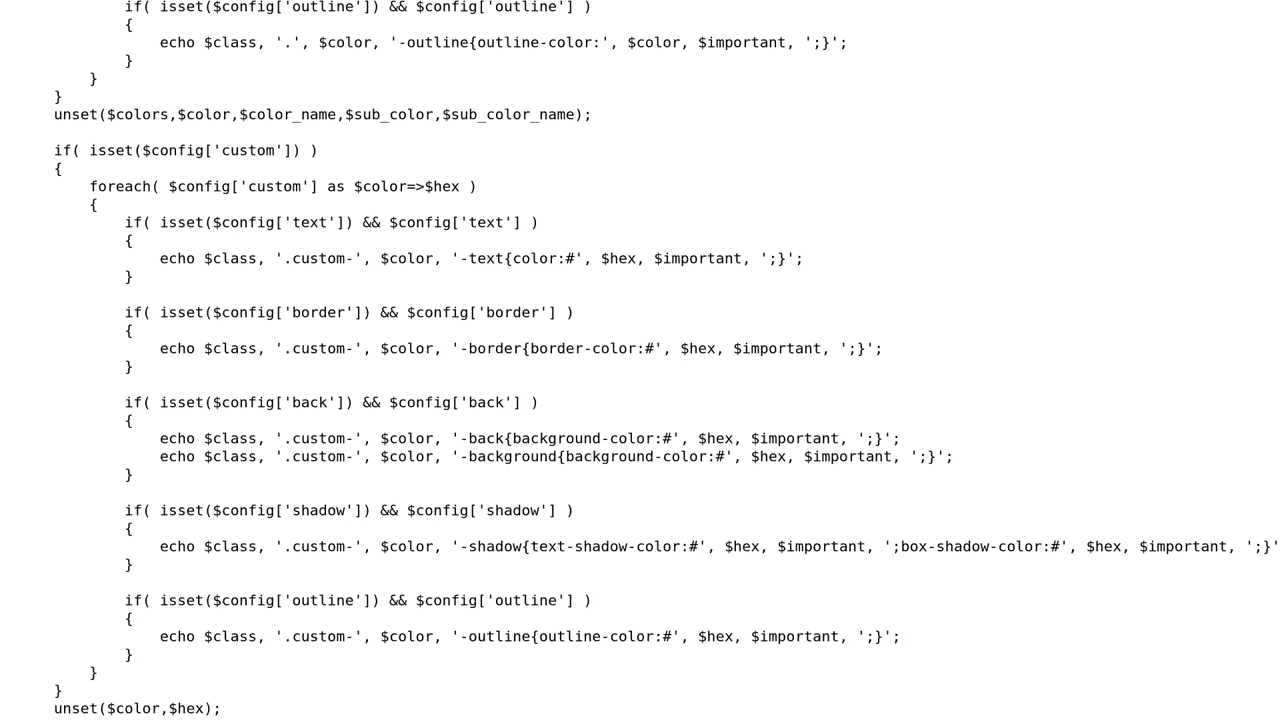 if( isset($config['outline']) && $config['outline'] )
{
echo $class, '.', $color, '-outline{outline-color:', $color, $important, ';}';
}
}
}
unset($colors,$color,$color_name,$sub_color,$sub_color_name);
if( isset($config['custom']) )
{
foreach( $config['custom'] as $color=>$hex )
{
if( isset($config['text']) && $config['text'] )
{
echo $class, '.custom-', $color, '-text{color:#', $hex, $important, ';}';
}
if( isset($config['border']) && $config['border'] )
{
echo $class, '.custom-', $color, '-border{border-color:#', $hex, $important, ';}';
}
if( isset($config['back']) && $config['back'] )
{
echo $class, '.custom-', $color, '-back{background-color:#', $hex, $important, ';}';
echo $class, '.custom-', $color, '-background{background-color:#', $hex, $important, ';}';
}
if( isset($config['shadow']) && $config['shadow'] )
{
echo $class, '.custom-', $color, '-shadow{text-shadow-color:#', $hex, $important, ';box-shadow-color:#', $hex, $important, ';}'
}
if( isset($config['outline']) && $config['outline'] )
{
echo $class, '.custom-', $color, '-outline{outline-color:#', $hex, $important, ';}';
}
}
}
unset($color,$hex);